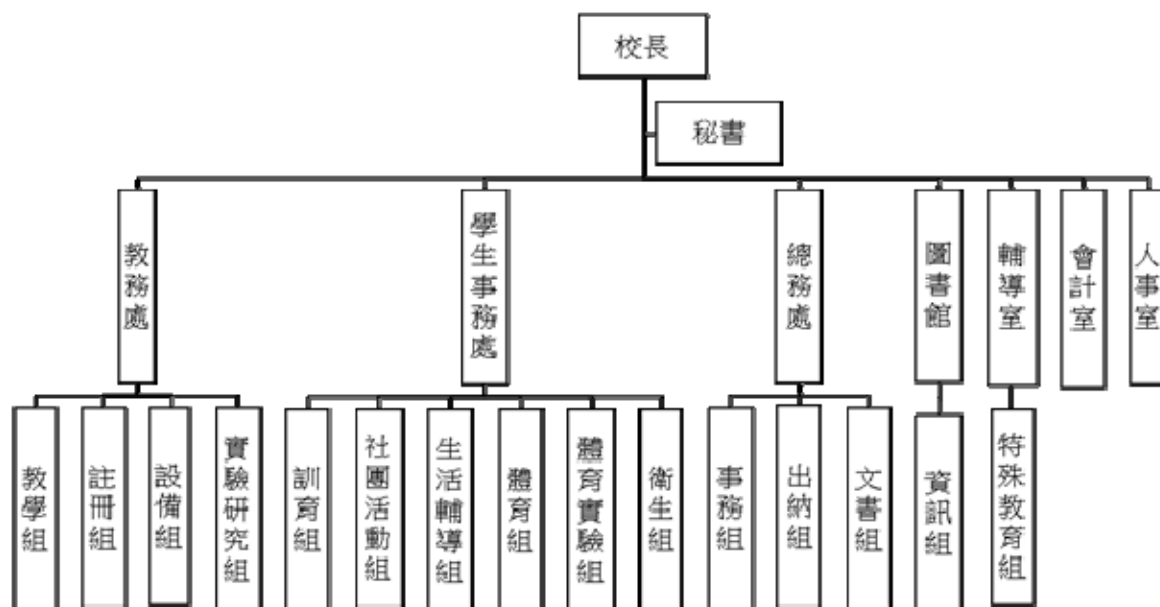 校長
秘書
教務處
學生事務處
總務處
圖書館
輔導室
會計室
人事室
教學組
註冊組
設備組
實驗研究組
訓育組
社團活動組
生活輔導組
體育組
體育實驗組
衛生組
事務組
出納組
文書組
資訊組
特殊教育組